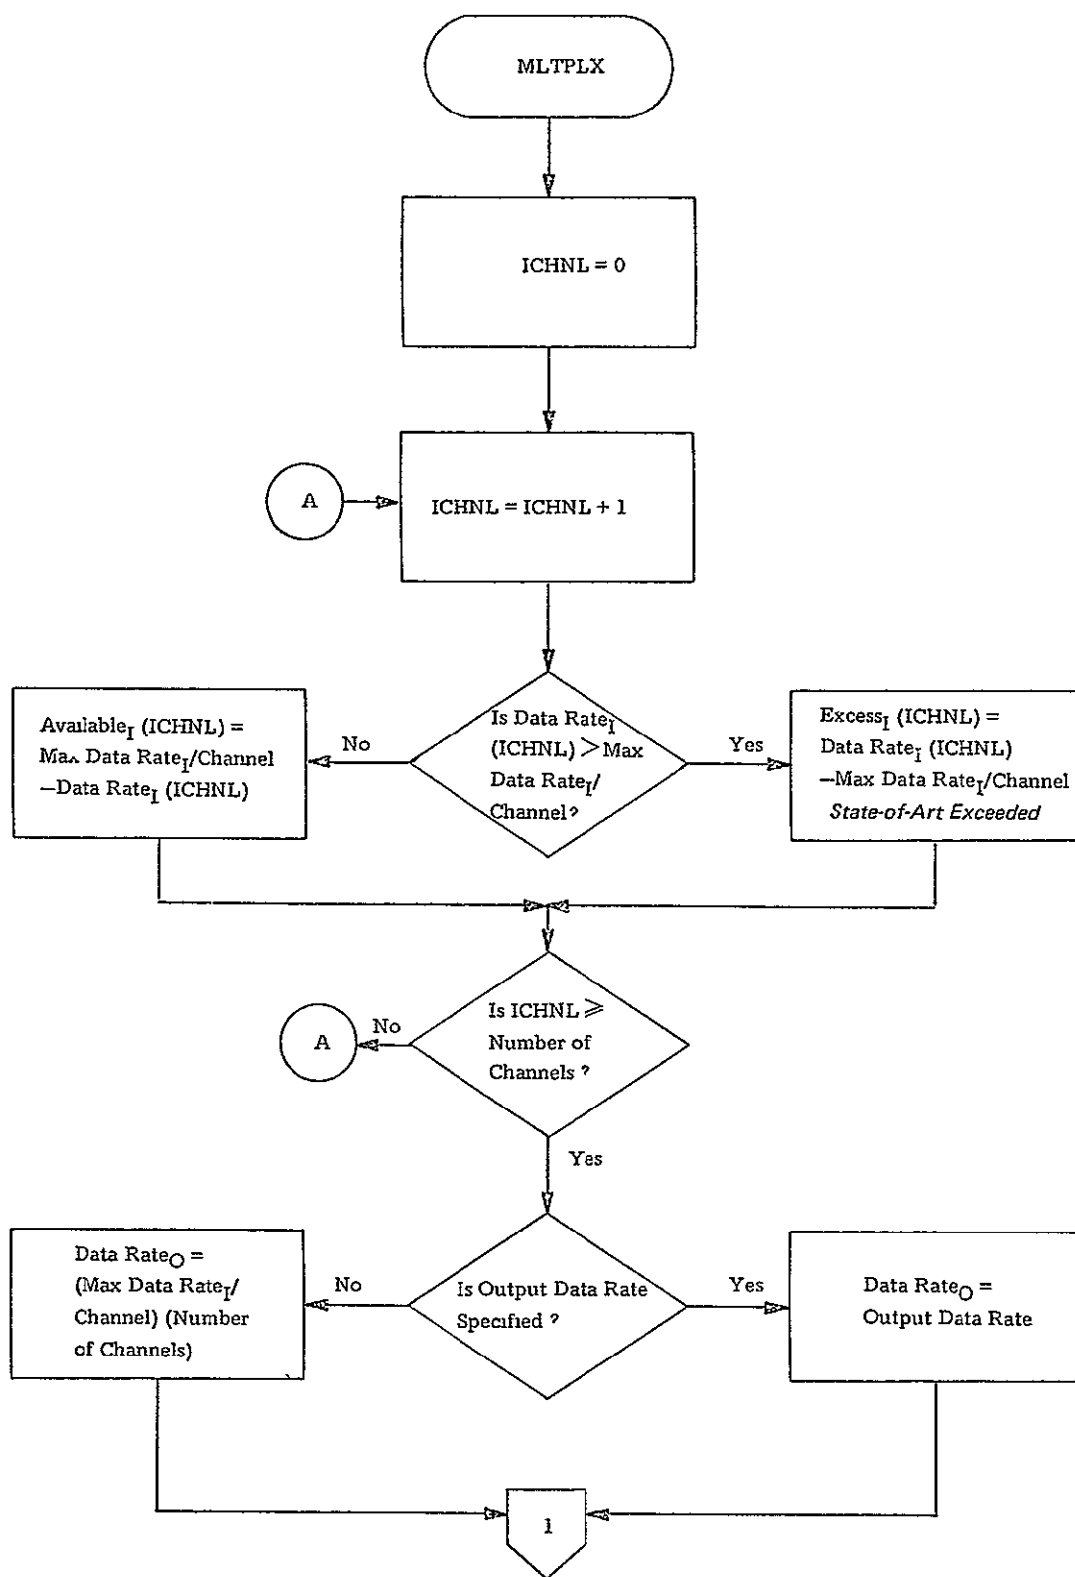 MLTPLX
ICHNL = 0
A
ICHNL = ICHNL + 1
Available_I (ICHNL) =
Max Data Rate_I/Channel
—Data Rate_I (ICHNL)
No
Is Data Rate_I
(ICHNL) > Max
Data Rate_I/
Channel?
Yes
Excess_I (ICHNL) =
Data Rate_I (ICHNL)
—Max Data Rate_I/Channel
State-of-Art Exceeded
A
No
Is ICHNL ⩾
Number of
Channels ?
Yes
Data Rate_O =
(Max Data Rate_I/
Channel) (Number
of Channels)
No
Is Output Data Rate
Specified ?
Yes
Data Rate_O =
Output Data Rate
1